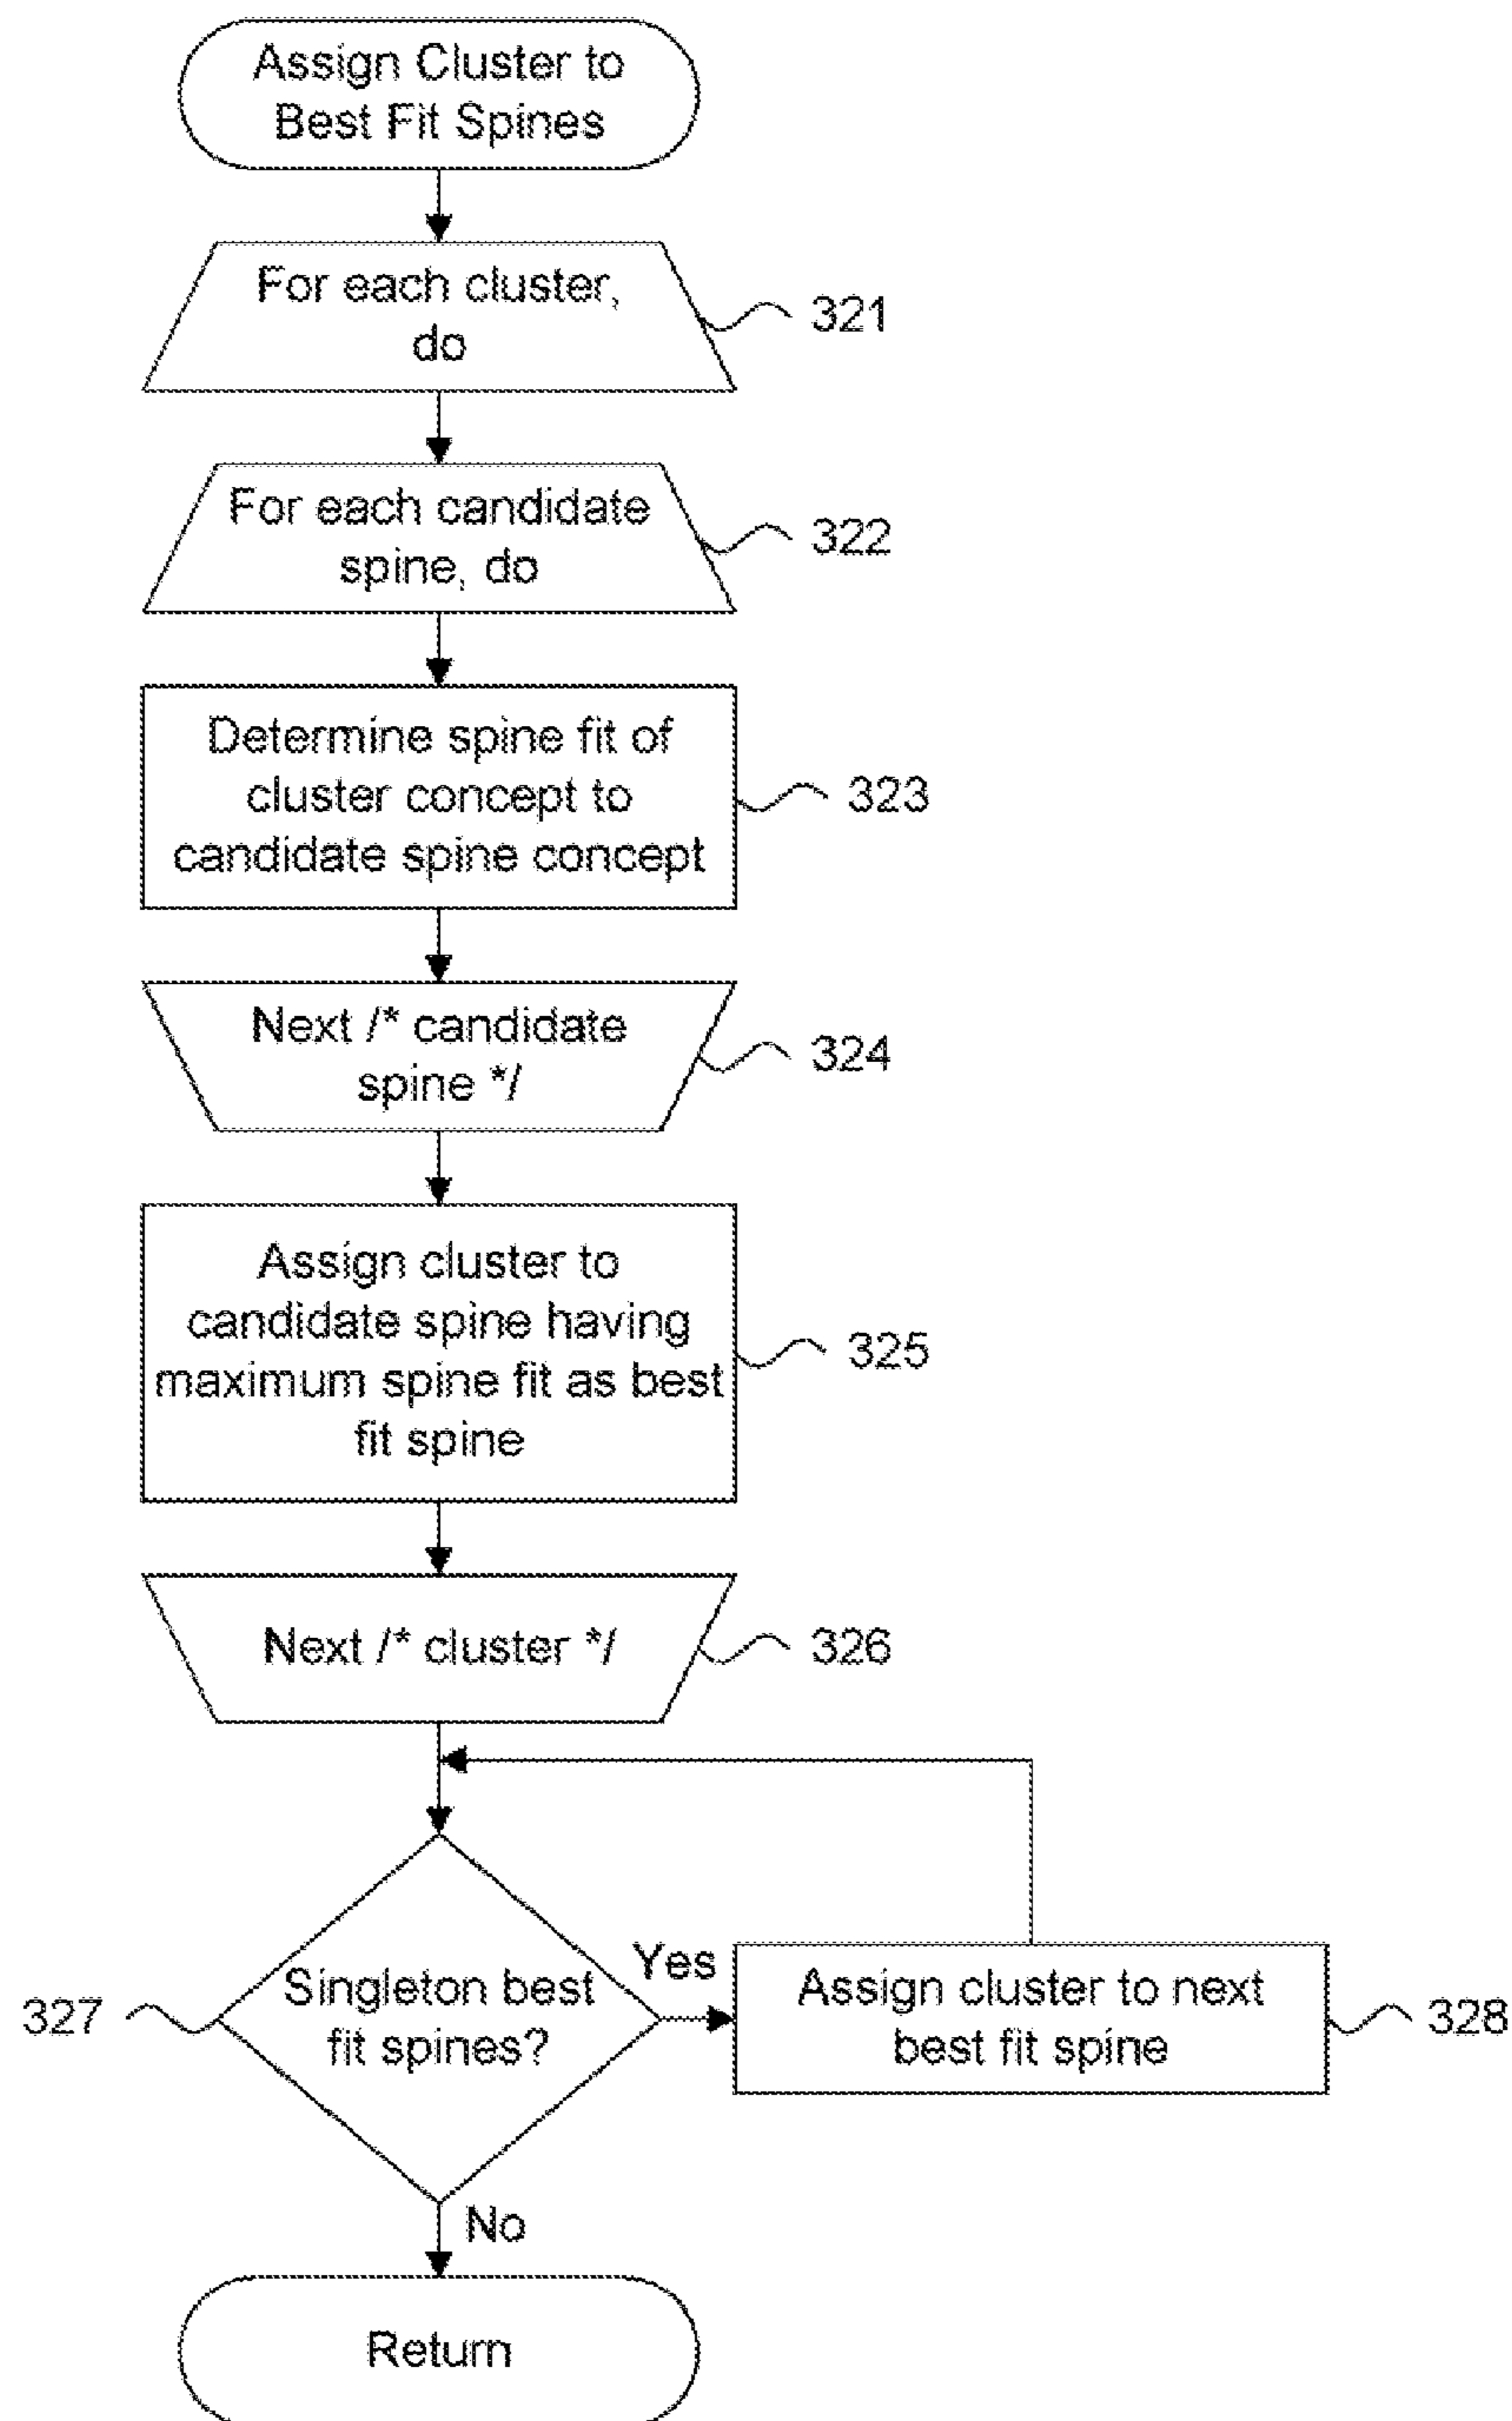 Assign Cluster to
Best Fit Spines
For each cluster,
do
321
For each candidate
spine, do
322
Determine spine fit of
cluster concept to
candidate spine concept
323
Next /* candidate
spine */
324
Assign cluster to
candidate spine having
maximum spine fit as best
fit spine
325
Next /* cluster */
326
327
Singleton best
fit spines?
Yes
Assign cluster to next
best fit spine
328
No
Return